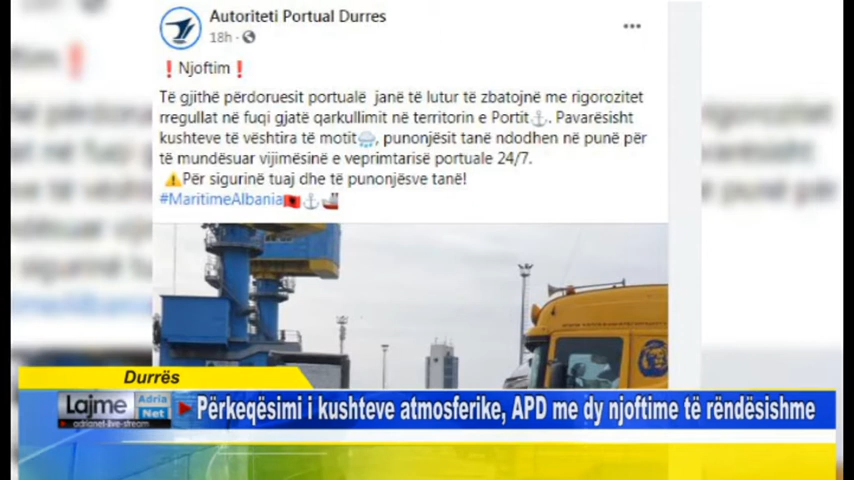 Autoriteti Portual Durres
18h ·
❗Njoftim❗
Të gjithë përdoruesit portualë janë të lutur të zbatojnë me rigorozitet
rregullat në fuqi gjatë qarkullimit në territorin e Portit⚓. Pavarësisht
kushteve të vështira të motit🌧, punonjësit tanë ndodhen në punë për
të mundësuar vijimësinë e veprimtarisë portuale 24/7.
⚠Për sigurinë tuaj dhe të punonjësve tanë!
#MaritimeAlbania🇦🇱⚓🚢
Durrës
Lajme Adria Net
adrianet-live-stream
Përkeqësimi i kushteve atmosferike, APD me dy njoftime të rëndësishme